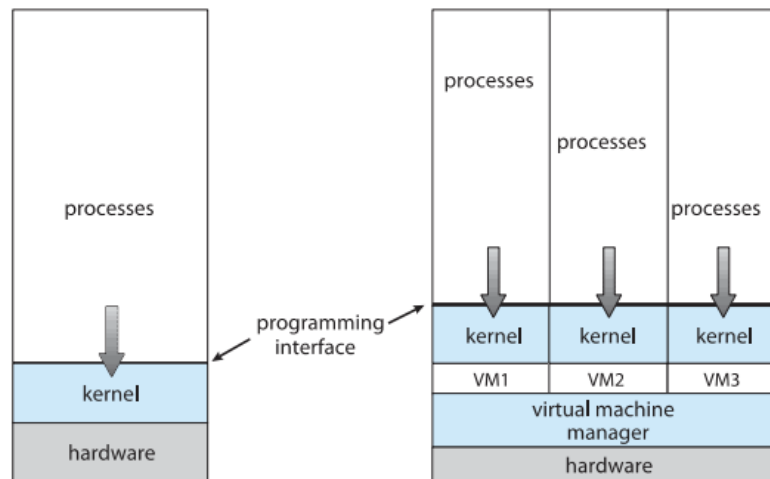 processes
kernel
hardware
programming
interface
processes
processes
processes
kernel
kernel
kernel
VM1
VM2
VM3
virtual machine
manager
hardware